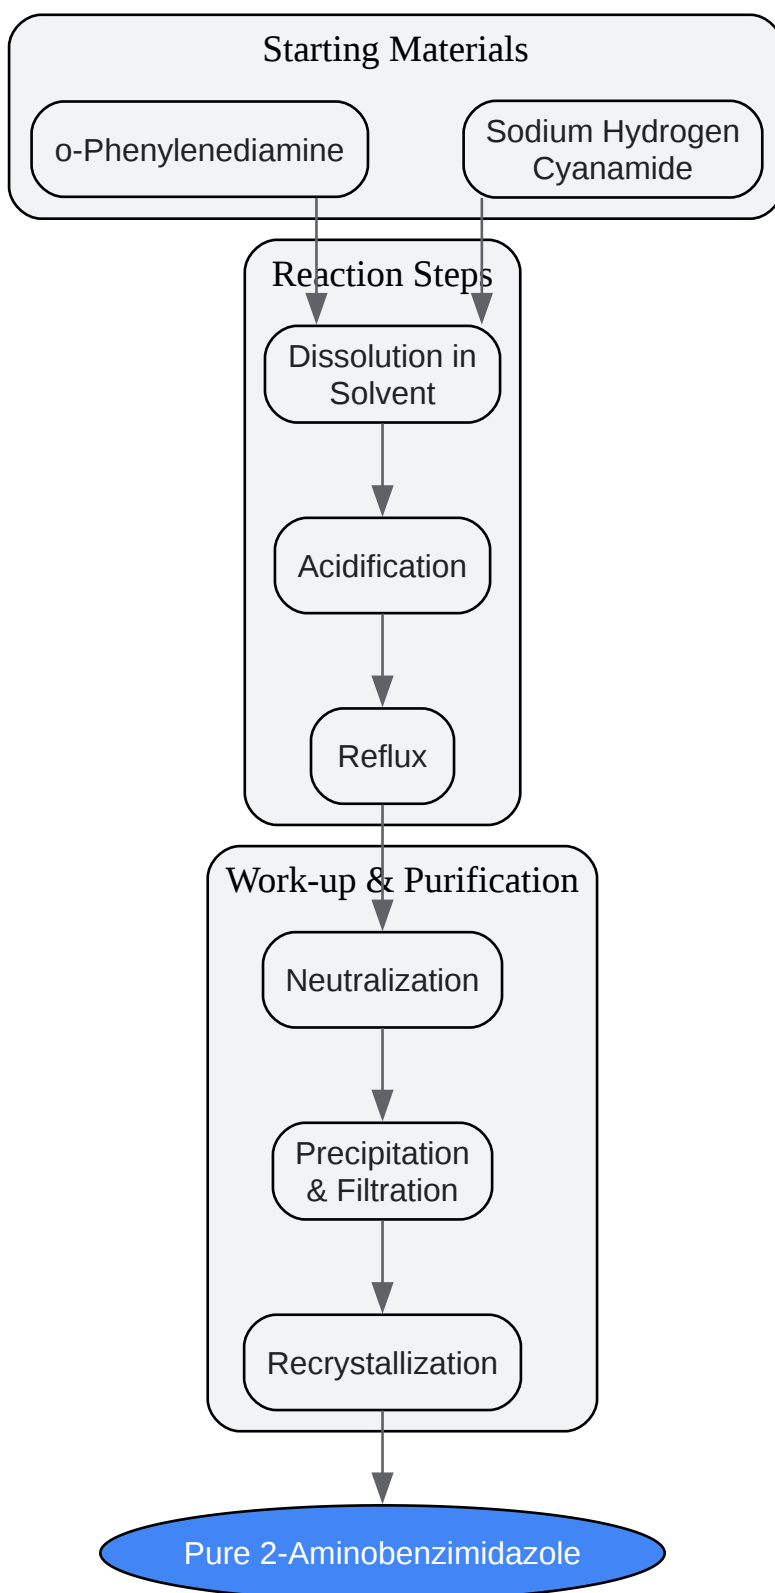 Starting Materials
o-Phenylenediamine
Sodium Hydrogen
Cyanamide
Reaction Steps
Dissolution in
Solvent
Acidification
Reflux
Work-up & Purification
Neutralization
Precipitation
& Filtration
Recrystallization
Pure 2-Aminobenzimidazole